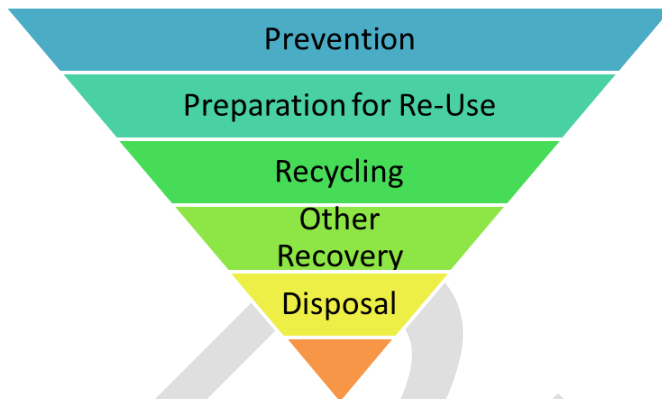 Prevention
Preparation for Re-Use
Recycling
Other
Recovery
Disposal